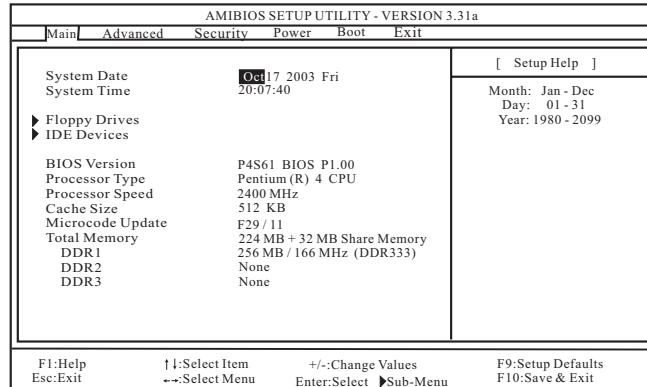 AMIBIOS SETUP UTILITY - VERSION 3.31a
Main Advanced Security Power Boot Exit
System Date Oct 17 2003 Fri
System Time 20:07:40
Floppy Drives
IDE Devices
BIOS Version P4S61 BIOS P1.00
Processor Type Pentium (R) 4 CPU
Processor Speed 2400 MHz
Cache Size 512 KB
Microcode Update F29 / 11
Total Memory 224 MB + 32 MB Share Memory
DDR1 256 MB / 166 MHz (DDR333)
DDR2 None
DDR3 None
[ Setup Help ]
Month: Jan - Dec
Day: 01 - 31
Year: 1980 - 2099
F1:Help ↑↓:Select Item +/-:Change Values F9:Setup Defaults
Esc:Exit ←→:Select Menu Enter:Select ▶Sub-Menu F10:Save & Exit